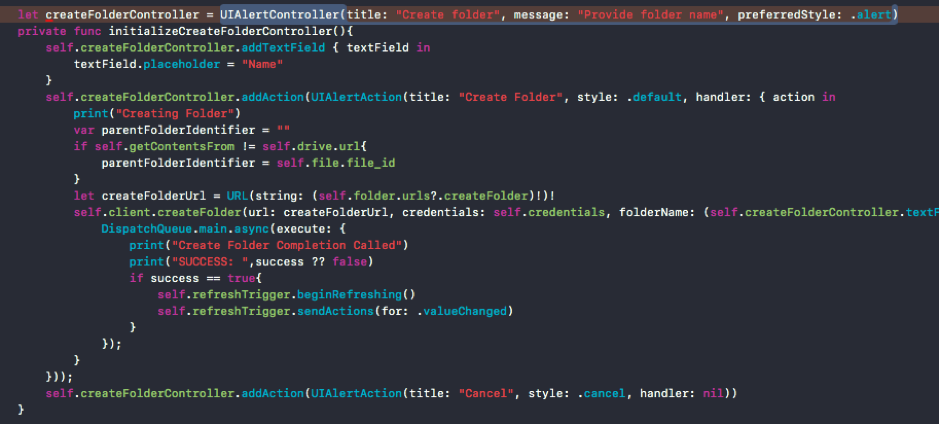 let createFolderController = UIAlertController(title: "Create folder", message: "Provide folder name", preferredStyle: .alert)
private func initializeCreateFolderController(){
self.createFolderController.addTextField { textField in
textField.placeholder = "Name"
}
self.createFolderController.addAction(UIAlertAction(title: "Create Folder", style: .default, handler: { action in
print("Creating Folder")
var parentFolderIdentifier = ""
if self.getContentsFrom != self.drive.url{
parentFolderIdentifier = self.file.file_id
}
let createFolderUrl = URL(string: (self.folder.urls?.createFolder)!)!
self.client.createFolder(url: createFolderUrl, credentials: self.credentials, folderName: (self.createFolderController.textF
DispatchQueue.main.async(execute: {
print("Create Folder Completion Called")
print("SUCCESS: ",success ?? false)
if success == true{
self.refreshTrigger.beginRefreshing()
self.refreshTrigger.sendActions(for: .valueChanged)
}
});
}
}));
self.createFolderController.addAction(UIAlertAction(title: "Cancel", style: .cancel, handler: nil))
}